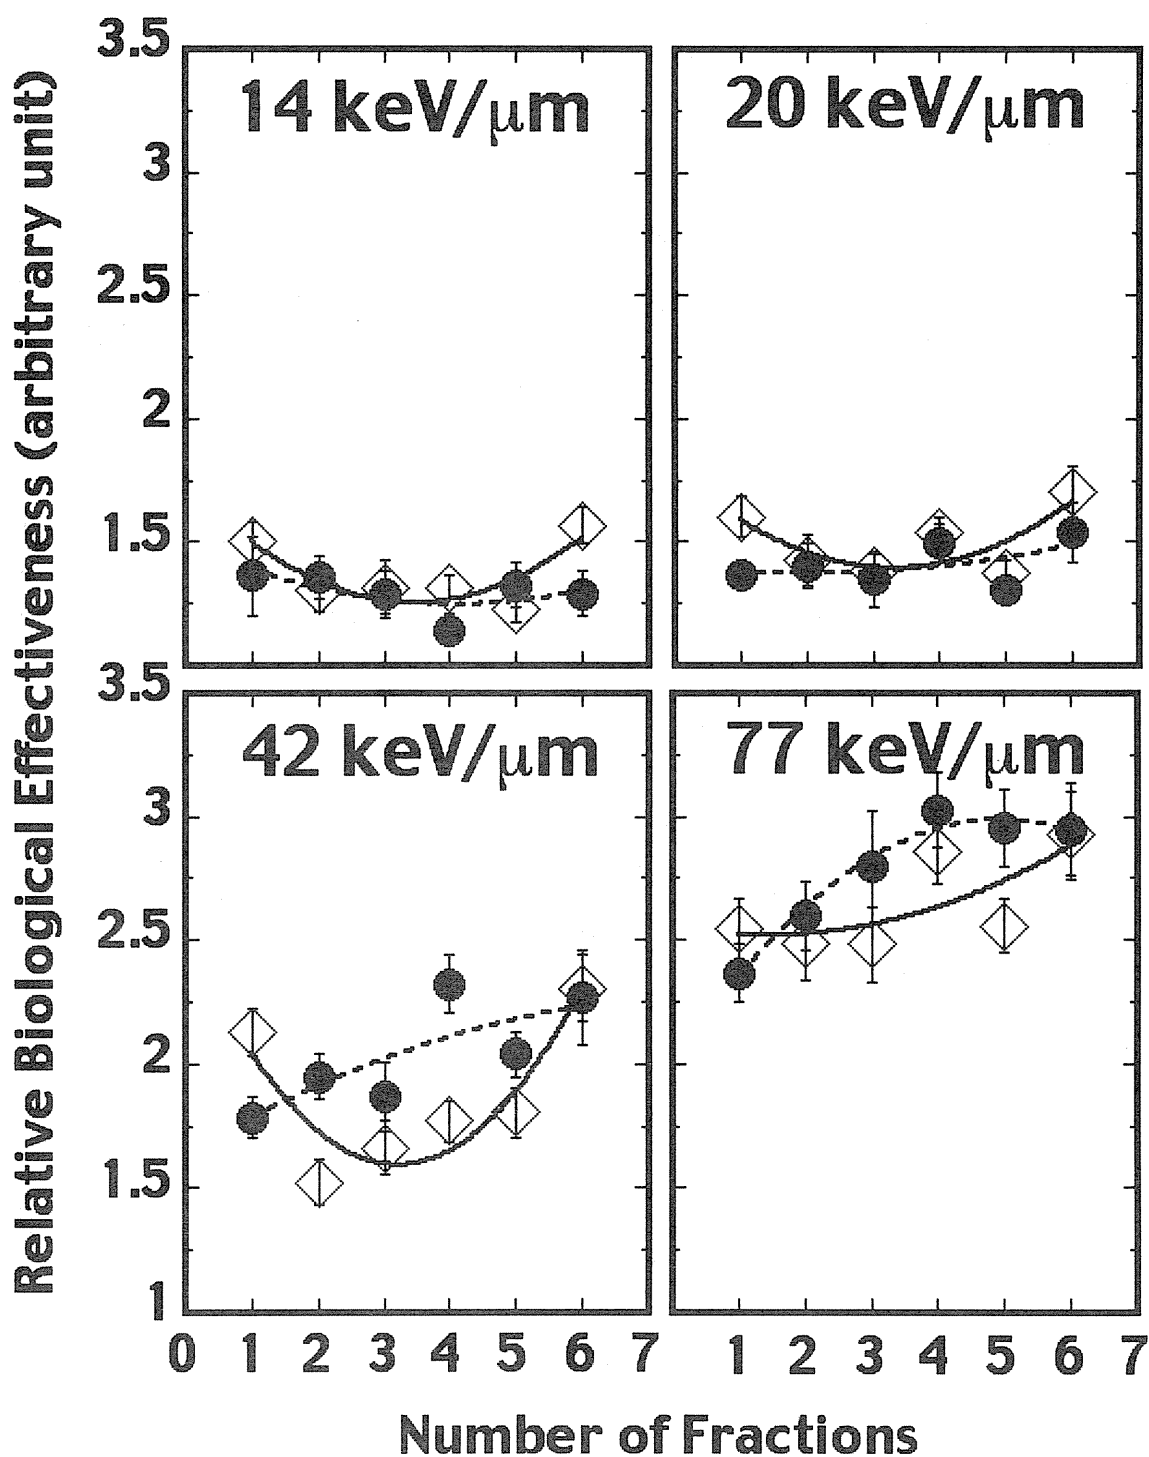 Relative Biological Effectiveness (arbitrary unit)
3.5
3
2.5
2
1.5
14 keV/μm
20 keV/μm
3.5
3
2.5
2
1.5
1
42 keV/μm
77 keV/μm
0 1 2 3 4 5 6 7
1 2 3 4 5 6 7
Number of Fractions